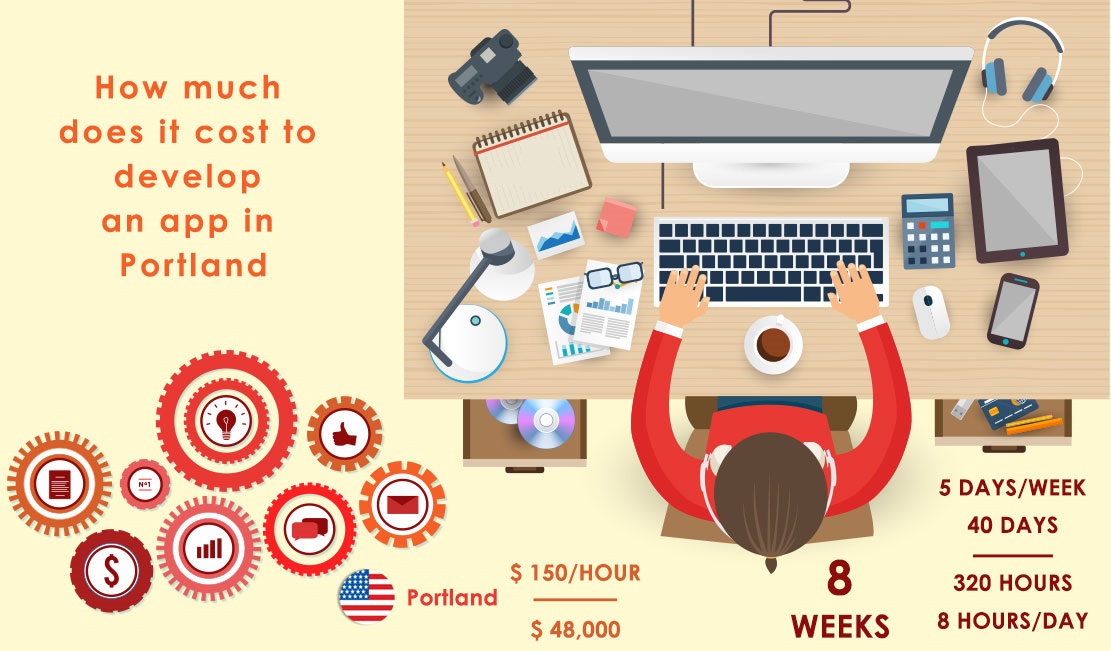 How much
does it cost to
develop
an app in
Portland
Nº1
$
Portland
$ 150/HOUR
$ 48,000
8
WEEKS
5 DAYS/WEEK
40 DAYS
320 HOURS
8 HOURS/DAY